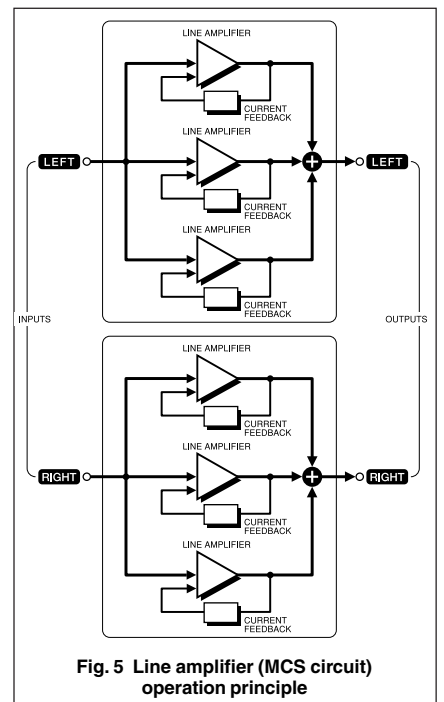 LINE AMPLIFIER
CURRENT
FEEDBACK
LINE AMPLIFIER
LEFT
LEFT
CURRENT
FEEDBACK
LINE AMPLIFIER
CURRENT
FEEDBACK
INPUTS
OUTPUTS
LINE AMPLIFIER
CURRENT
FEEDBACK
LINE AMPLIFIER
RIGHT
RIGHT
CURRENT
FEEDBACK
LINE AMPLIFIER
CURRENT
FEEDBACK
Fig. 5 Line amplifier (MCS circuit)
operation principle